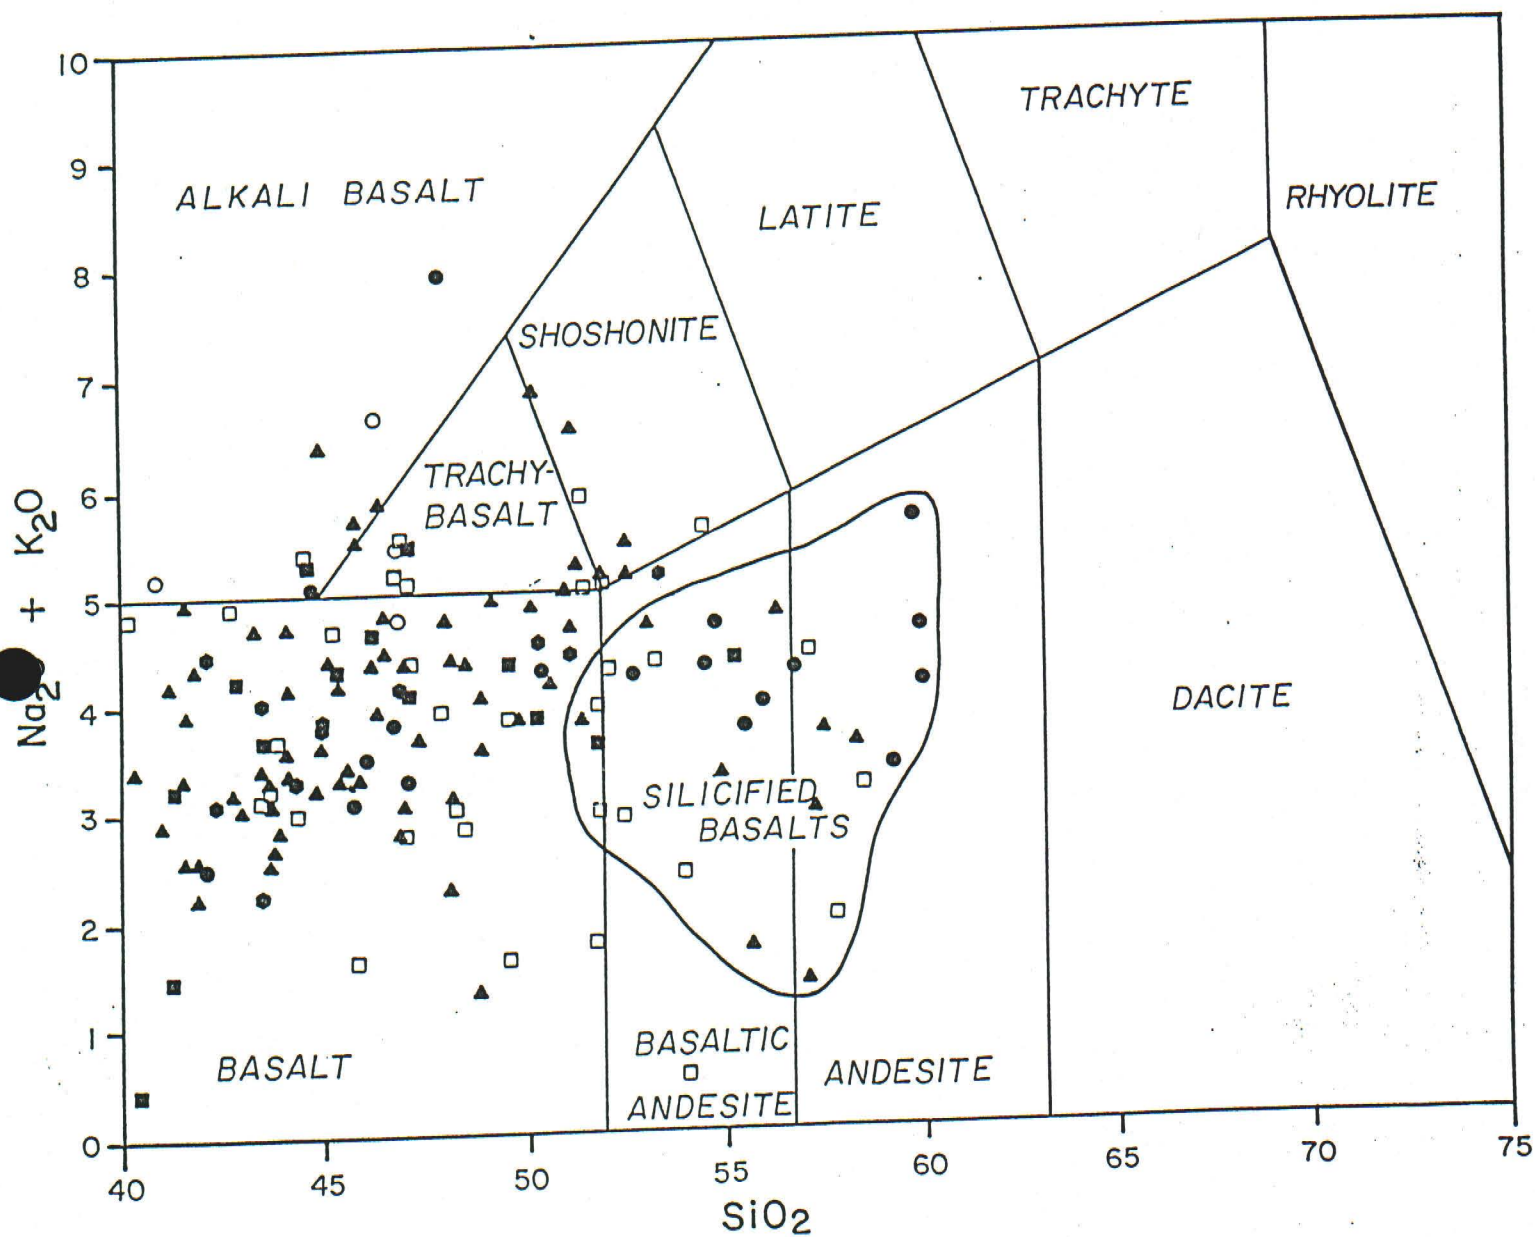 10
TRACHYTE
9
ALKALI BASALT
RHYOLITE
LATITE
8
SHOSHONITE
7
TRACHY-
BASALT
6
Na2O + K2O
5
DACITE
4
SILICIFIED
BASALTS
3
2
1
BASALTIC
ANDESITE
BASALT
ANDESITE
0
40
45
50
55
60
65
70
75
SiO2